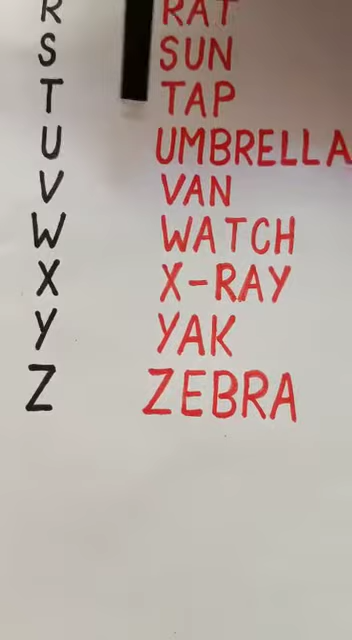 R RAT
S SUN
T TAP
U UMBRELLA
V VAN
W WATCH
X X-RAY
Y YAK
Z ZEBRA